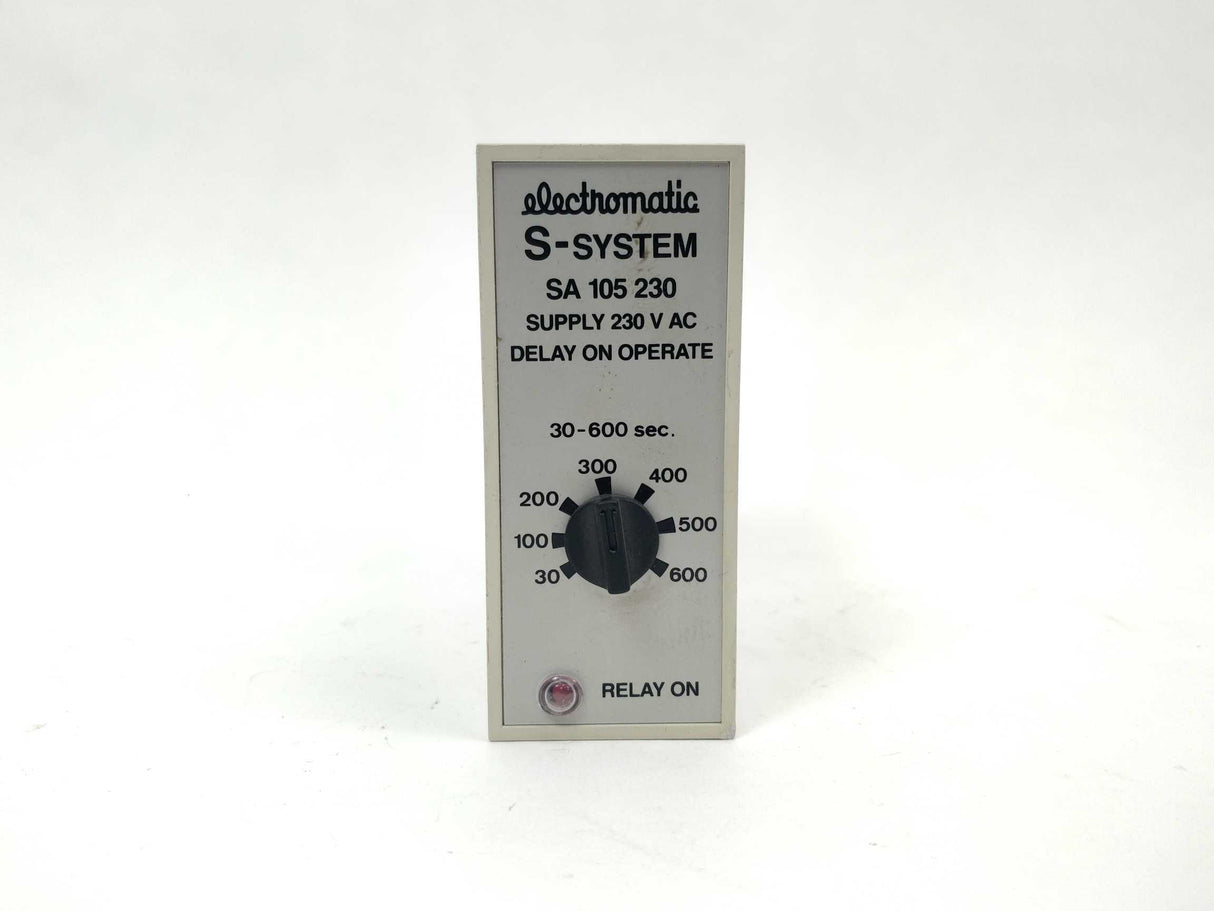 electromatic
S-SYSTEM
SA 105 230
SUPPLY 230 V AC
DELAY ON OPERATE
30-600 sec.
300
400
200
500
100
30
600
RELAY ON